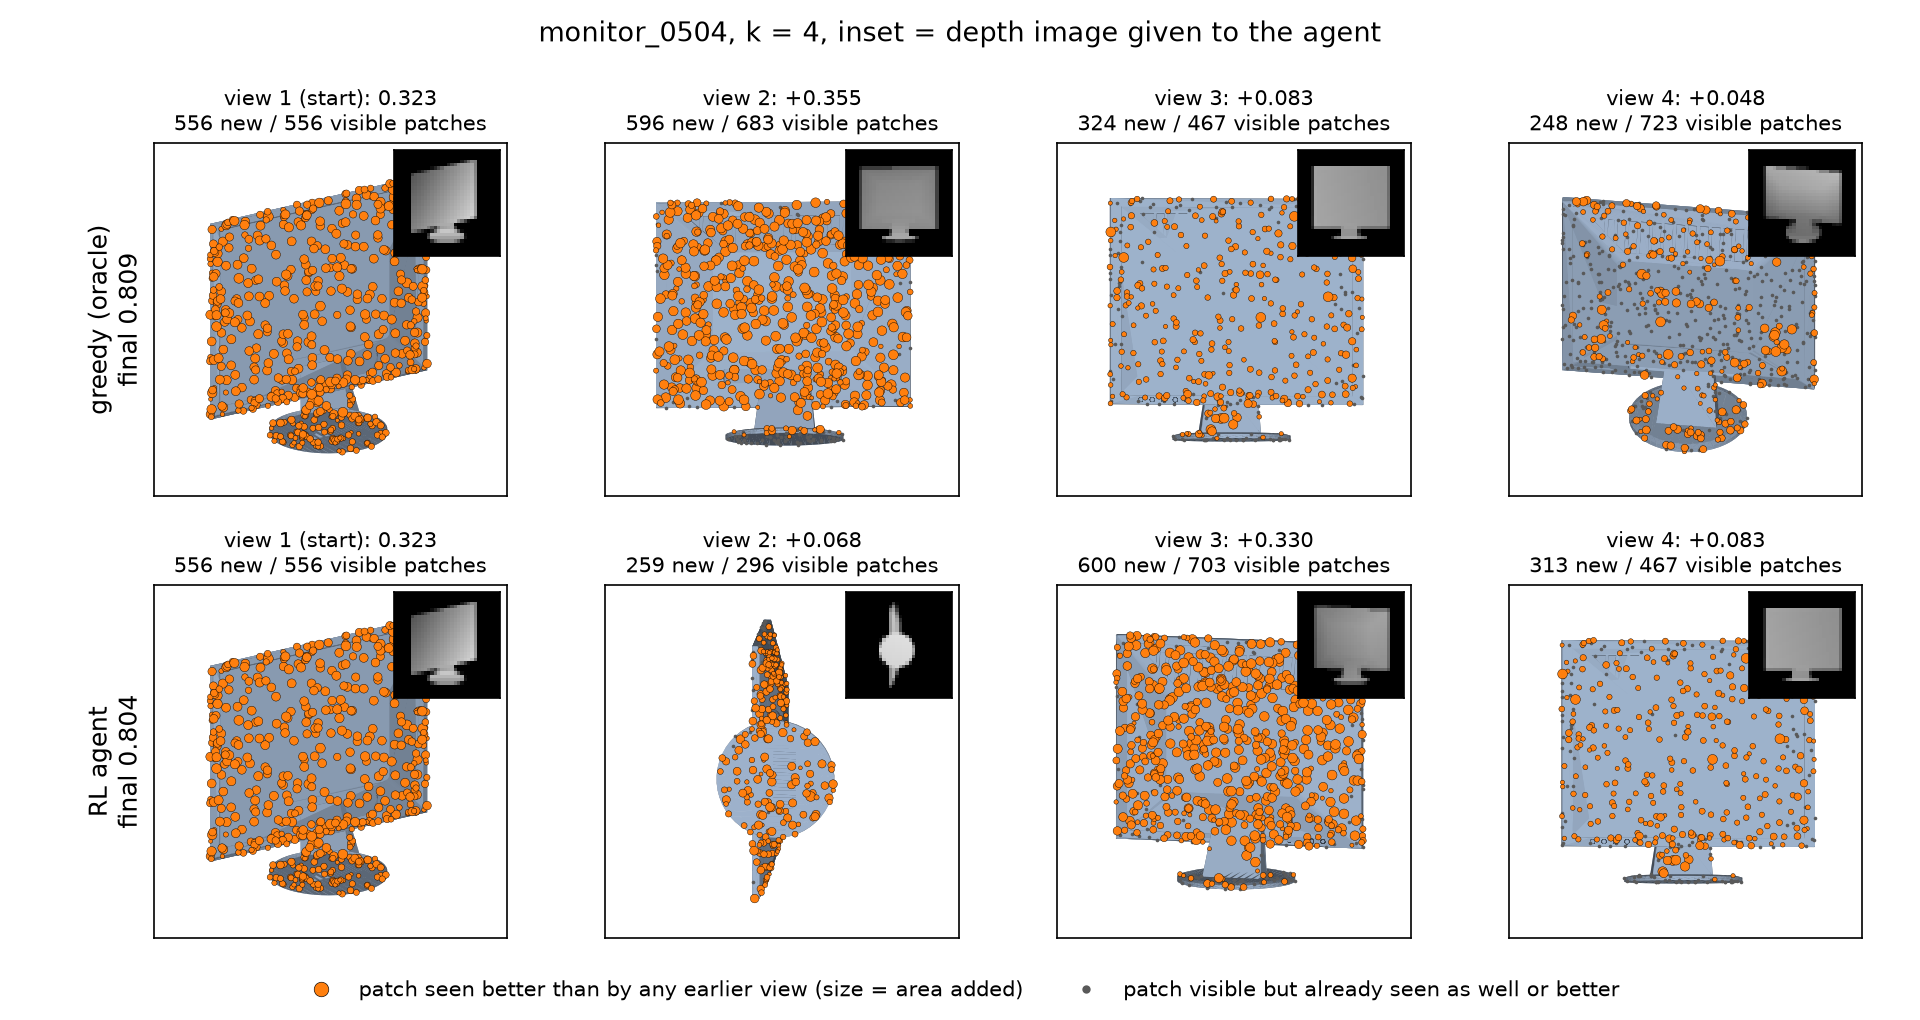 monitor_0504, k = 4, inset = depth image given to the agent
greedy (oracle)
final 0.809
view 1 (start): 0.323
556 new / 556 visible patches
view 2: +0.355
596 new / 683 visible patches
view 3: +0.083
324 new / 467 visible patches
view 4: +0.048
248 new / 723 visible patches
RL agent
final 0.804
view 1 (start): 0.323
556 new / 556 visible patches
view 2: +0.068
259 new / 296 visible patches
view 3: +0.330
600 new / 703 visible patches
view 4: +0.083
313 new / 467 visible patches
patch seen better than by any earlier view (size = area added)
patch visible but already seen as well or better